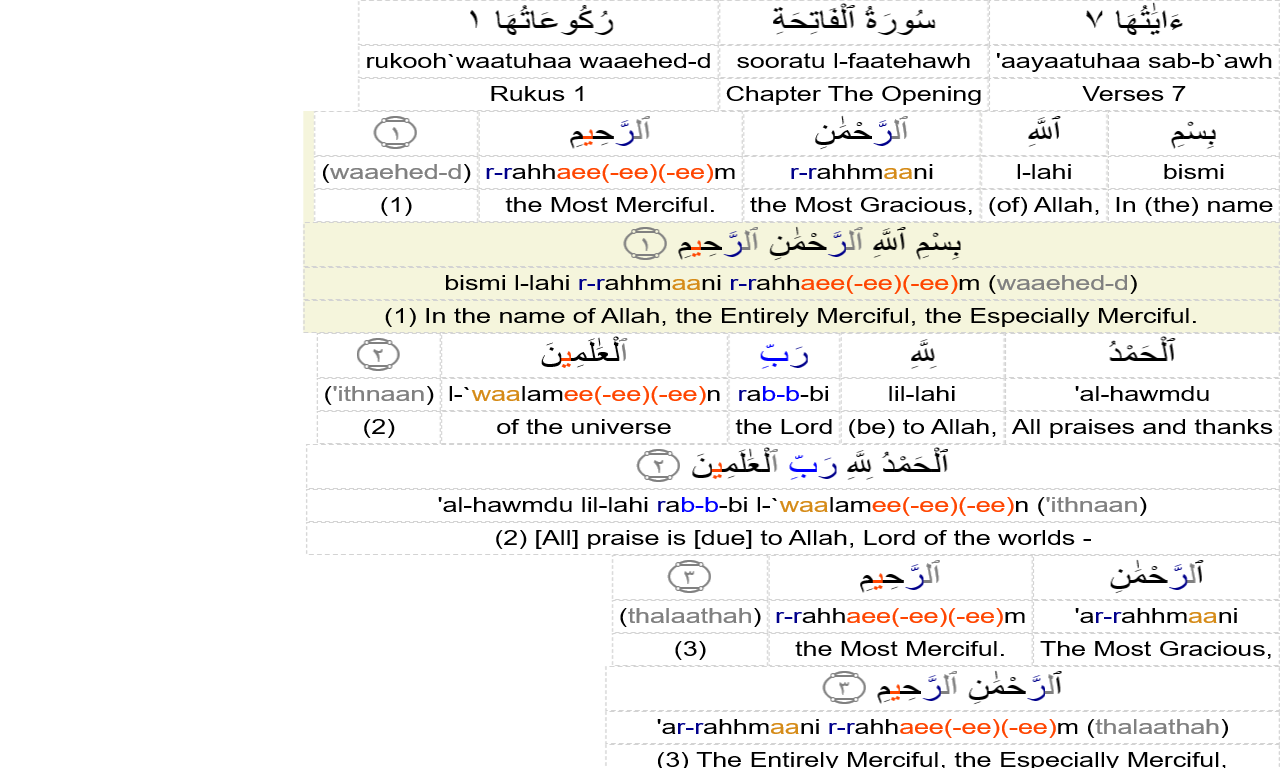 ءَايَٰتُهَا ٧ سُورَةُ ٱلْفَاتِحَةِ رُكُوعَاتُهَا ١
'aayaatuhaa sab-b`awh sooratu l-faatehawh rukooh`waatuhaa waaehed-d
Verses 7 Chapter The Opening Rukus 1
بِسْمِ ٱللَّهِ ٱلرَّحْمَٰنِ ٱلرَّحِيمِ ١
bismi l-lahi r-rahhmaani r-rahhaee(-ee)(-ee)m (waaehed-d)
In (the) name (of) Allah, the Most Gracious, the Most Merciful. (1)
بِسْمِ ٱللَّهِ ٱلرَّحْمَٰنِ ٱلرَّحِيمِ ١
bismi l-lahi r-rahhmaani r-rahhaee(-ee)(-ee)m (waaehed-d)
(1) In the name of Allah, the Entirely Merciful, the Especially Merciful.
ٱلْحَمْدُ لِلَّهِ رَبِّ ٱلْعَٰلَمِينَ ٢
'al-hawmdu lil-lahi rab-b-bi l-`waalamee(-ee)(-ee)n ('ithnaan)
All praises and thanks (be) to Allah, the Lord of the universe (2)
ٱلْحَمْدُ لِلَّهِ رَبِّ ٱلْعَٰلَمِينَ ٢
'al-hawmdu lil-lahi rab-b-bi l-`waalamee(-ee)(-ee)n ('ithnaan)
(2) [All] praise is [due] to Allah, Lord of the worlds -
ٱلرَّحْمَٰنِ ٱلرَّحِيمِ ٣
'ar-rahhmaani r-rahhaee(-ee)(-ee)m (thalaathah)
The Most Gracious, the Most Merciful. (3)
ٱلرَّحْمَٰنِ ٱلرَّحِيمِ ٣
'ar-rahhmaani r-rahhaee(-ee)(-ee)m (thalaathah)
(3) The Entirely Merciful, the Especially Merciful,